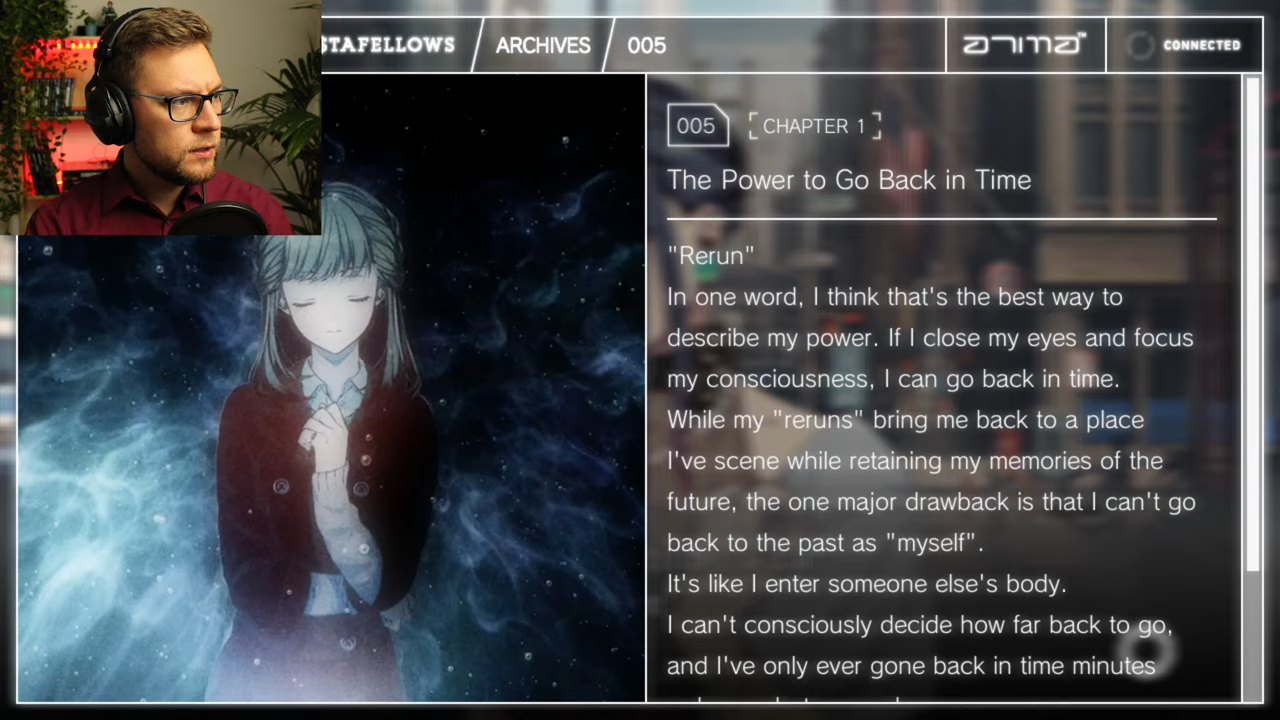 STAFELLOWS
ARCHIVES
005
anima™
CONNECTED
005
CHAPTER 1
The Power to Go Back in Time
"Rerun"
In one word, I think that's the best way to
describe my power. If I close my eyes and focus
my consciousness, I can go back in time.
While my "reruns" bring me back to a place
I've scene while retaining my memories of the
future, the one major drawback is that I can't go
back to the past as "myself".
It's like I enter someone else's body.
I can't consciously decide how far back to go,
and I've only ever gone back in time minutes